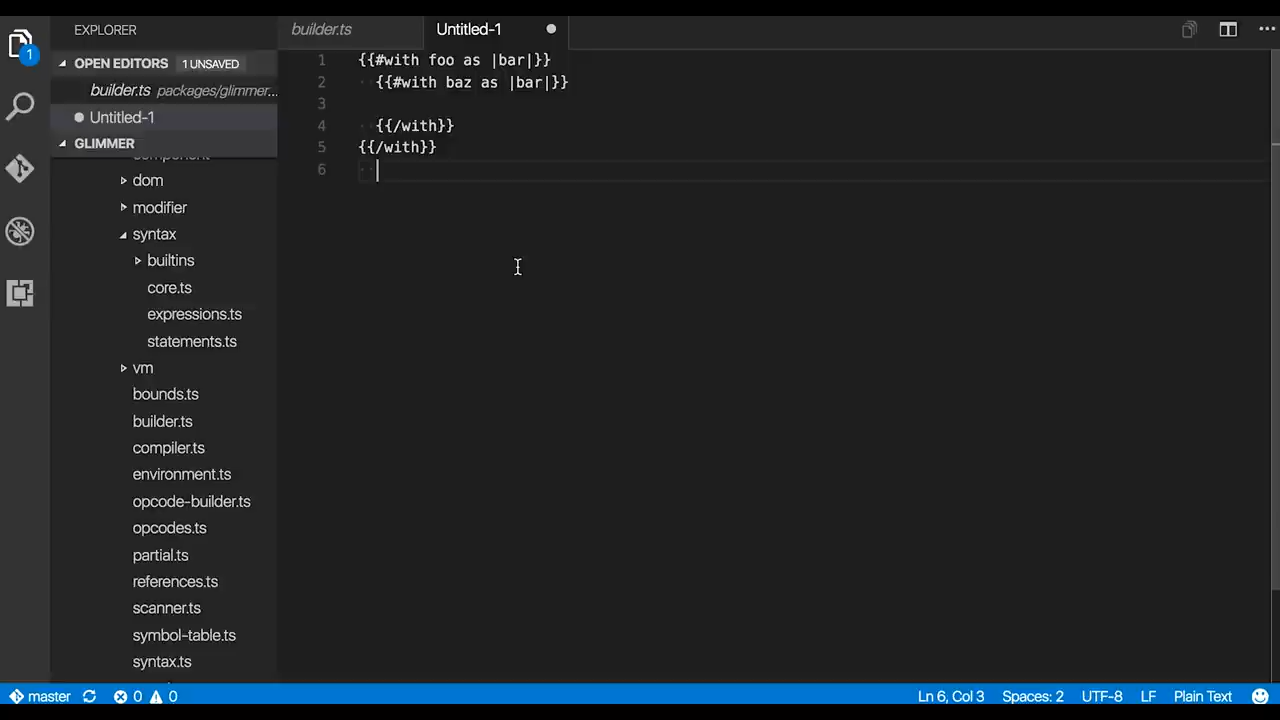 EXPLORER
builder.ts
Untitled-1
OPEN EDITORS 1 UNSAVED
builder.ts packages/glimmer...
Untitled-1
GLIMMER
component
dom
modifier
syntax
builtins
core.ts
expressions.ts
statements.ts
vm
bounds.ts
builder.ts
compiler.ts
environment.ts
opcode-builder.ts
opcodes.ts
partial.ts
references.ts
scanner.ts
symbol-table.ts
syntax.ts
1 {{#with foo as |bar|}}
2 {{#with baz as |bar|}}
3
4 {{/with}}
5 {{/with}}
6
1
master 0 0 Ln 6, Col 3 Spaces: 2 UTF-8 LF Plain Text